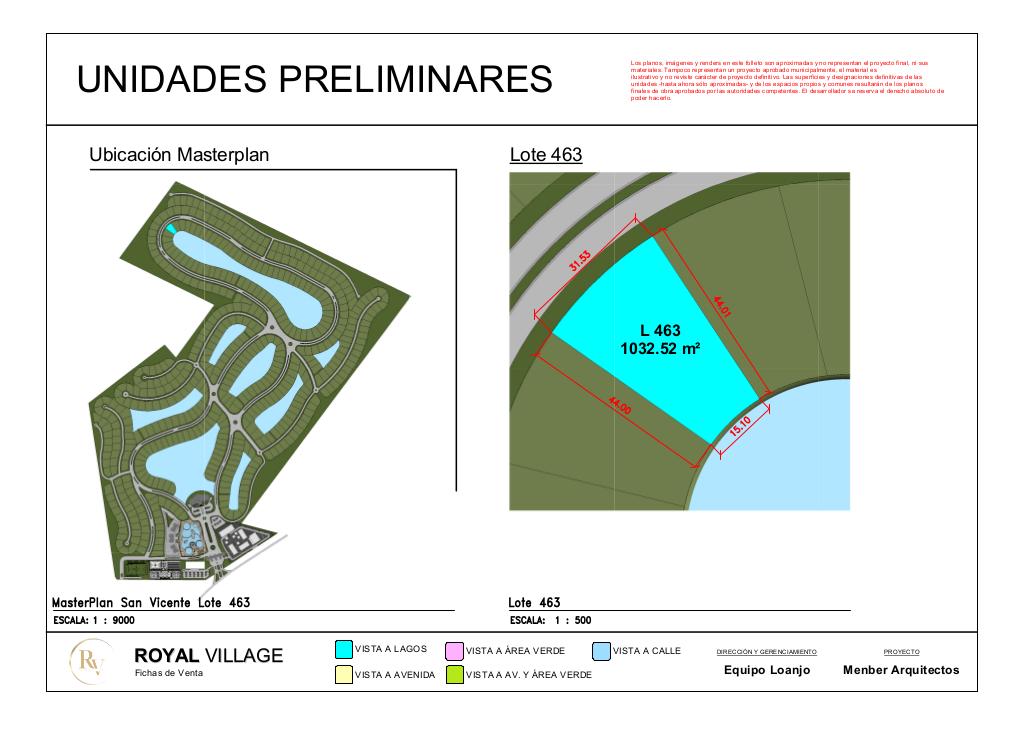 UNIDADES PRELIMINARES
Los planos, imágenes y renders en este folleto son aproximadas y no representan el proyecto final, ni sus
materiales. Tampoco representan un proyecto aprobado municipalmente, el material es
ilustrativo y no reviste carácter de proyecto definitivo. Las superficies y designaciones definitivas de las
unidades -hasta ahora sólo aproximadas- y de los espacios propios y comunes resultarán de los planos
finales de obra aprobados por las autoridades competentes. El desarrollador se reserva el derecho absoluto de
poder hacerlo.
Ubicación Masterplan
Lote 463
31.53
44.01
L 463
1032.52 m²
44.00
15.10
MasterPlan San Vicente Lote 463
ESCALA: 1 : 9000
Lote 463
ESCALA: 1 : 500
RV
ROYAL VILLAGE
Fichas de Venta
VISTA A LAGOS
VISTA A ÁREA VERDE
VISTA A CALLE
VISTA A AVENIDA
VISTA A AV. Y ÁREA VERDE
DIRECCIÓN Y GERENCIAMIENTO
Equipo Loanjo
PROYECTO
Menber Arquitectos